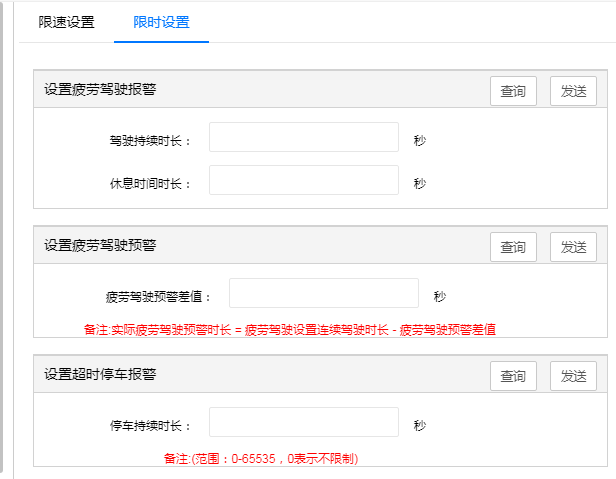 限速设置 限时设置
设置疲劳驾驶报警 查询 发送
驾驶持续时长： 秒
休息时间时长： 秒
设置疲劳驾驶预警 查询 发送
疲劳驾驶预警差值： 秒
备注:实际疲劳驾驶预警时长 = 疲劳驾驶设置连续驾驶时长 - 疲劳驾驶预警差值
设置超时停车报警 查询 发送
停车持续时长： 秒
备注:(范围：0-65535，0表示不限制)